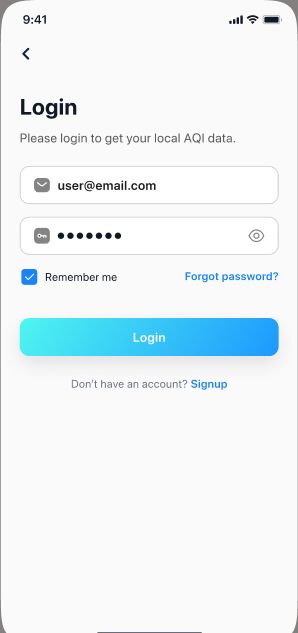 9:41
Login
Please login to get your local AQI data.
user@email.com
●●●●●●●
Remember me Forgot password?
Login
Don't have an account? Signup